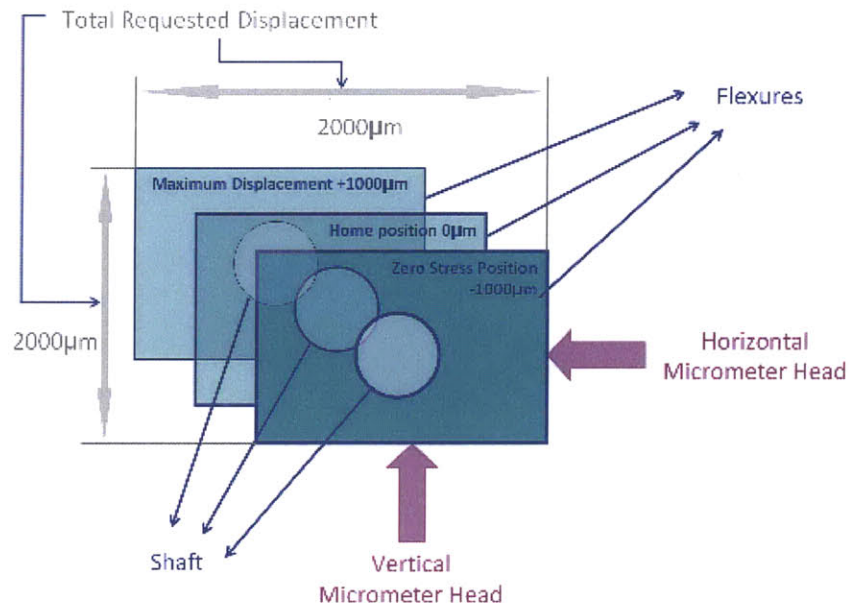 Total Requested Displacement
2000μm
Flexures
Maximum Displacement +1000μm
Home position 0μm
Zero Stress Position
-1000μm
2000μm
Horizontal
Micrometer Head
Shaft
Vertical
Micrometer Head